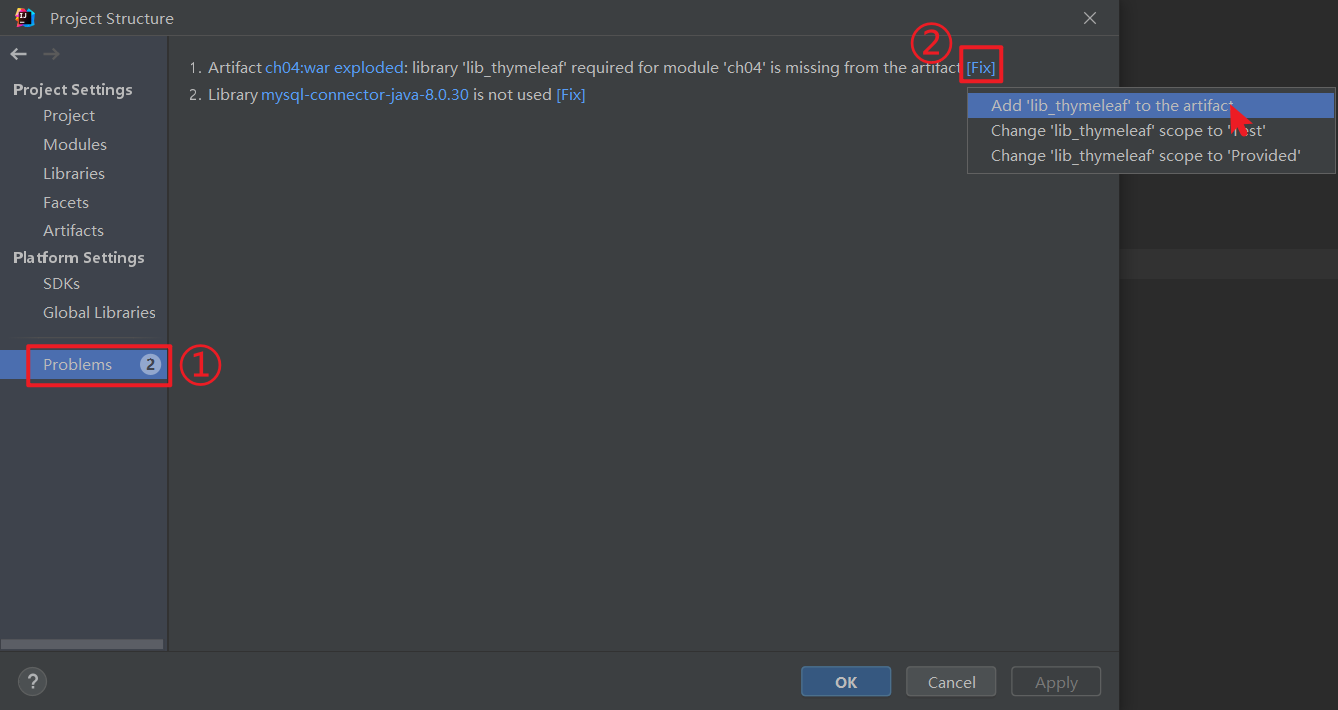 Project Structure
②
1. Artifact ch04:war exploded: library 'lib_thymeleaf' required for module 'ch04' is missing from the artifact [Fix]
2. Library mysql-connector-java-8.0.30 is not used [Fix]
Add 'lib_thymeleaf' to the artifact
Change 'lib_thymeleaf' scope to 'Test'
Change 'lib_thymeleaf' scope to 'Provided'
Project Settings
Project
Modules
Libraries
Facets
Artifacts
Platform Settings
SDKs
Global Libraries
Problems 2 ①
? OK Cancel Apply